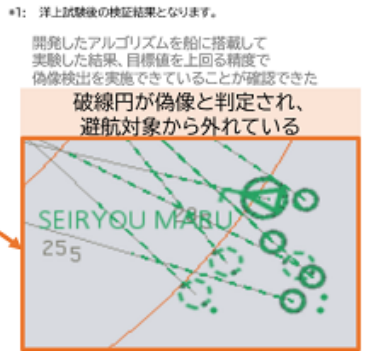 *1: 洋上試験後の検証結果となります。
開発したアルゴリズムを船に搭載して
実験した結果、目標値を上回る精度で
偽像検出を実施できていることが確認できた
破線円が偽像と判定され、
避航対象から外れている
SEIRYOU MARU
255